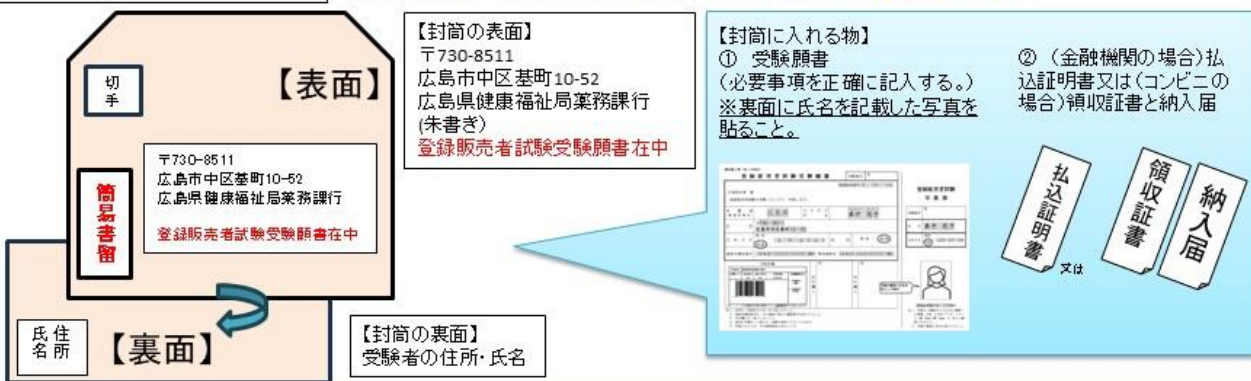 切手
【表面】
簡易書留
〒730-8511
広島市中区基町10-52
広島県健康福祉局薬務課行
登録販売者試験受験願書在中
氏名
住所
【裏面】
【封筒の表面】
〒730-8511
広島市中区基町10-52
広島県健康福祉局薬務課行
(朱書き)
登録販売者試験受験願書在中
【封筒の裏面】
受験者の住所・氏名
【封筒に入れる物】
① 受験願書
(必要事項を正確に記入する。)
※裏面に氏名を記載した写真を
貼ること。
② (金融機関の場合)払
込証明書又は(コンビニの
場合)領収証書と納入届
払込証明書
又は
領収証書
納入届